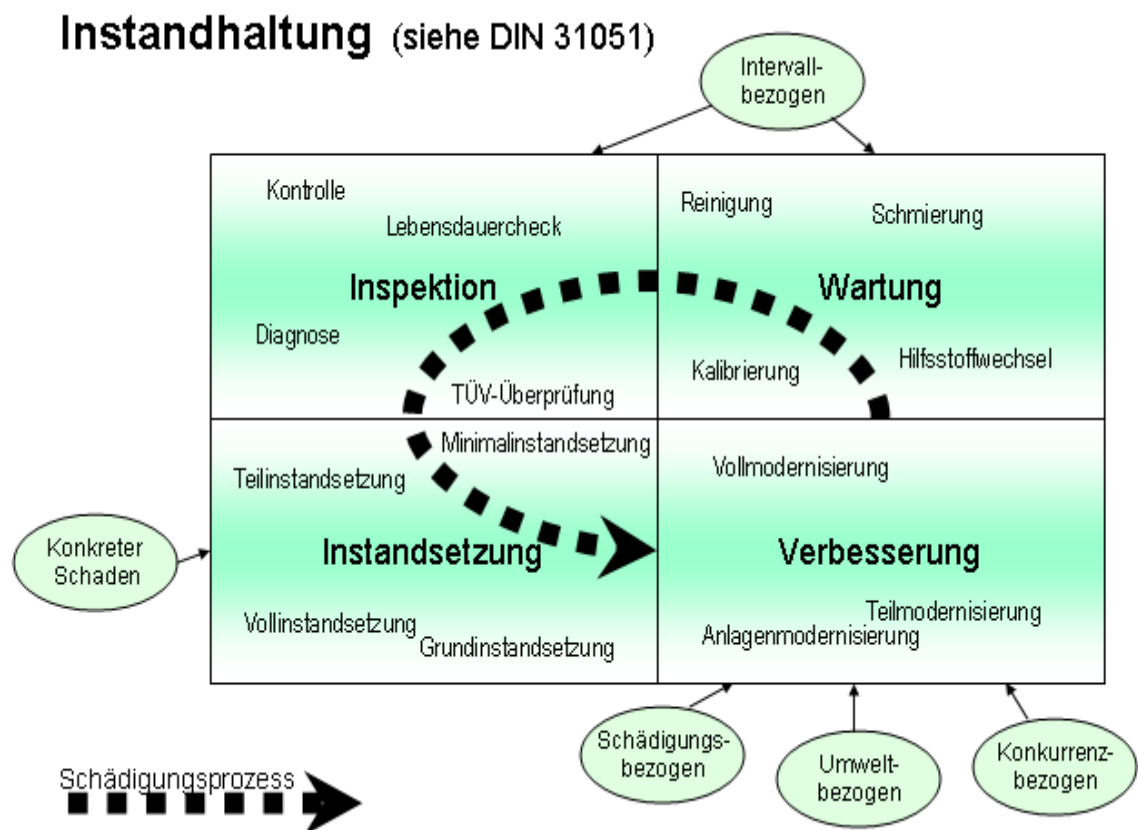 Instandhaltung (siehe DIN 31051)
Intervall-
bezogen
Kontrolle
Lebensdauercheck
Inspektion
Diagnose
TÜV-Überprüfung
Reinigung
Schmierung
Wartung
Kalibrierung
Hilfsstoffwechsel
Konkreter
Schaden
Minimalinstandsetzung
Teilinstandsetzung
Instandsetzung
Vollinstandsetzung
Grundinstandsetzung
Vollmodernisierung
Verbesserung
Teilmodernisierung
Anlagenmodernisierung
Schädigungs-
bezogen
Umwelt-
bezogen
Konkurrenz-
bezogen
Schädigungsprozess